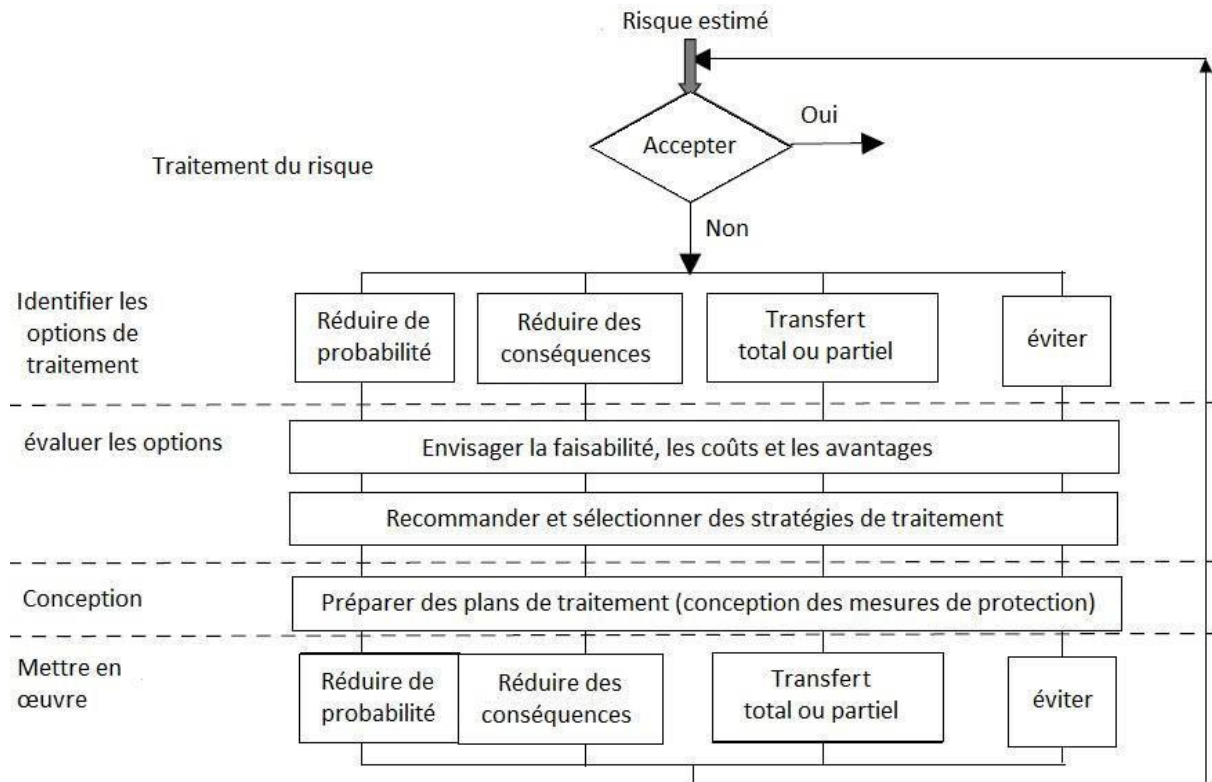 Risque estimé
Oui
Accepter
Traitement du risque
Non
Identifier les
options de
traitement
Réduire de
probabilité
Réduire des
conséquences
Transfert
total ou partiel
éviter
évaluer les options
Envisager la faisabilité, les coûts et les avantages
Recommander et sélectionner des stratégies de traitement
Conception
Préparer des plans de traitement (conception des mesures de protection)
Mettre en
œuvre
Réduire de
probabilité
Réduire des
conséquences
Transfert
total ou partiel
éviter